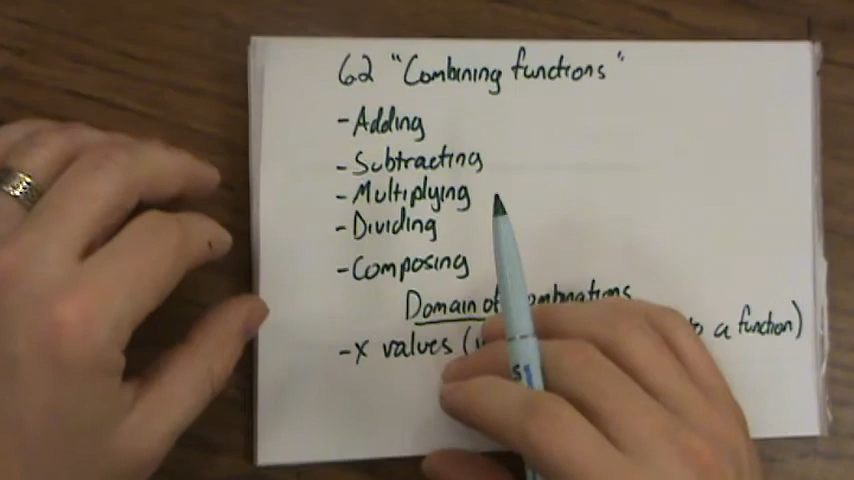 6.2 "Combining functions"
-Adding
-Subtracting
-Multiplying
-Dividing
-Composing
Domain of
-x values ( a function)